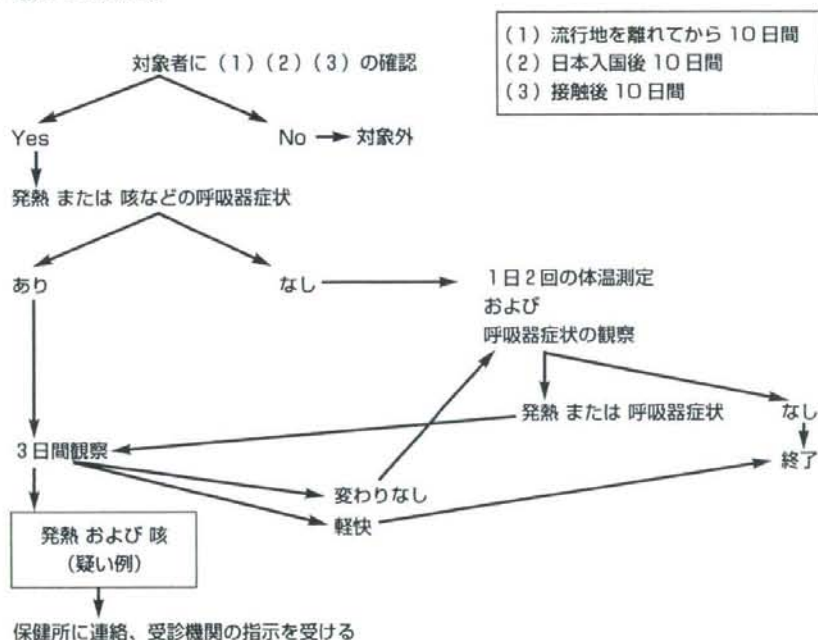 (1) 流行地を離れてから 10 日間
(2) 日本入国後 10 日間
(3) 接触後 10 日間
対象者に (1) (2) (3) の確認
Yes
No
対象外
発熱 または 咳などの呼吸器症状
あり
なし
1日2回の体温測定
および
呼吸器症状の観察
発熱 または 呼吸器症状
なし
3日間観察
終了
変わりなし
軽快
発熱 および 咳
(疑い例)
保健所に連絡、受診機関の指示を受ける